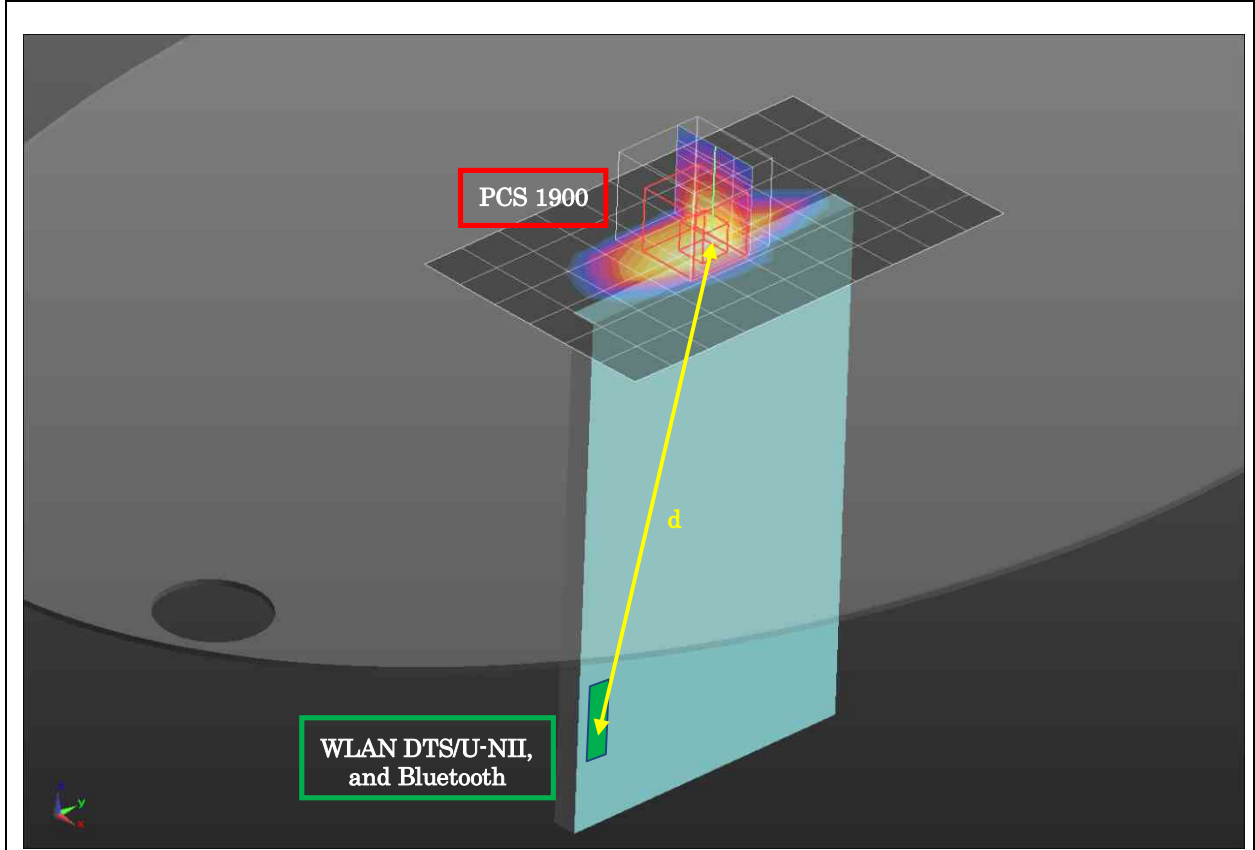 PCS 1900
d
WLAN DTS/U-NII,
and Bluetooth
z
y
x